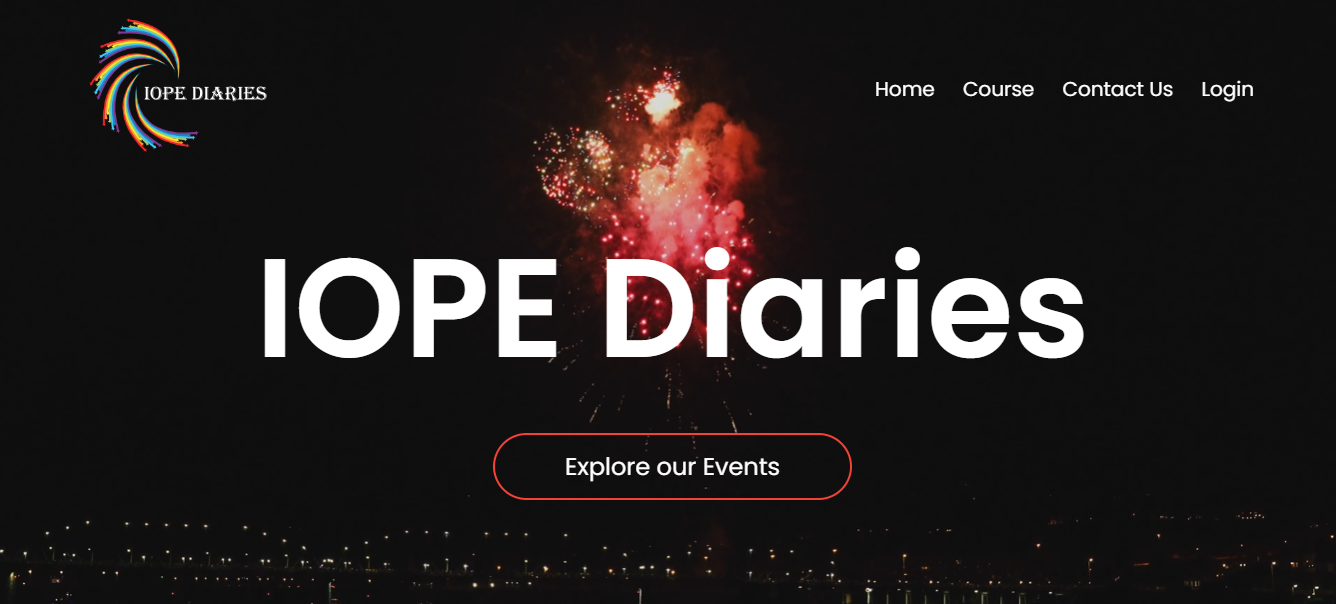 IOPE DIARIES
Home Course Contact Us Login
IOPE Diaries
Explore our Events